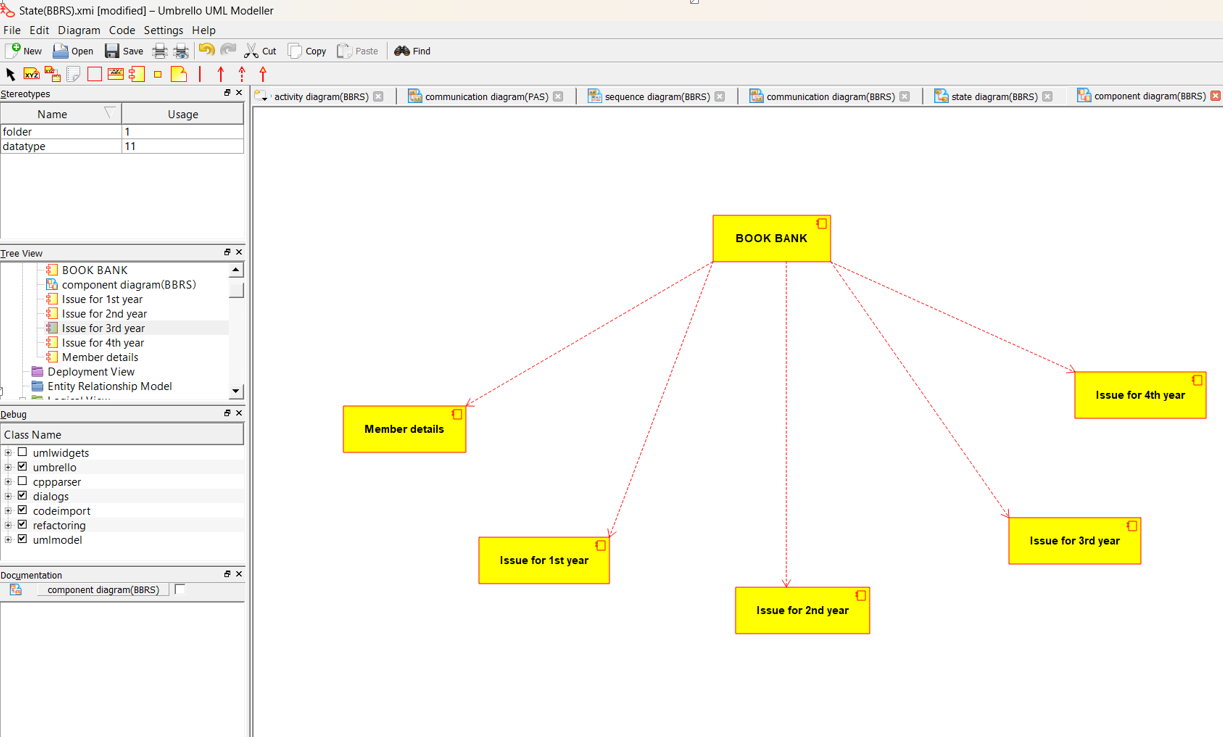 State(BBRS).xmi [modified] – Umbrello UML Modeller
File Edit Diagram Code Settings Help
New Open Save Cut Copy Paste Find
Stereotypes
Name Usage
folder 1
datatype 11
Tree View
BOOK BANK
component diagram(BBRS)
Issue for 1st year
Issue for 2nd year
Issue for 3rd year
Issue for 4th year
Member details
Deployment View
Entity Relationship Model
Debug
Class Name
umlwidgets
umbrello
cppparser
dialogs
codeimport
refactoring
umlmodel
Documentation
component diagram(BBRS)
activity diagram(BBRS) communication diagram(PAS) sequence diagram(BBRS) communication diagram(BBRS) state diagram(BBRS) component diagram(BBRS)
BOOK BANK
Issue for 4th year
Member details
Issue for 3rd year
Issue for 1st year
Issue for 2nd year